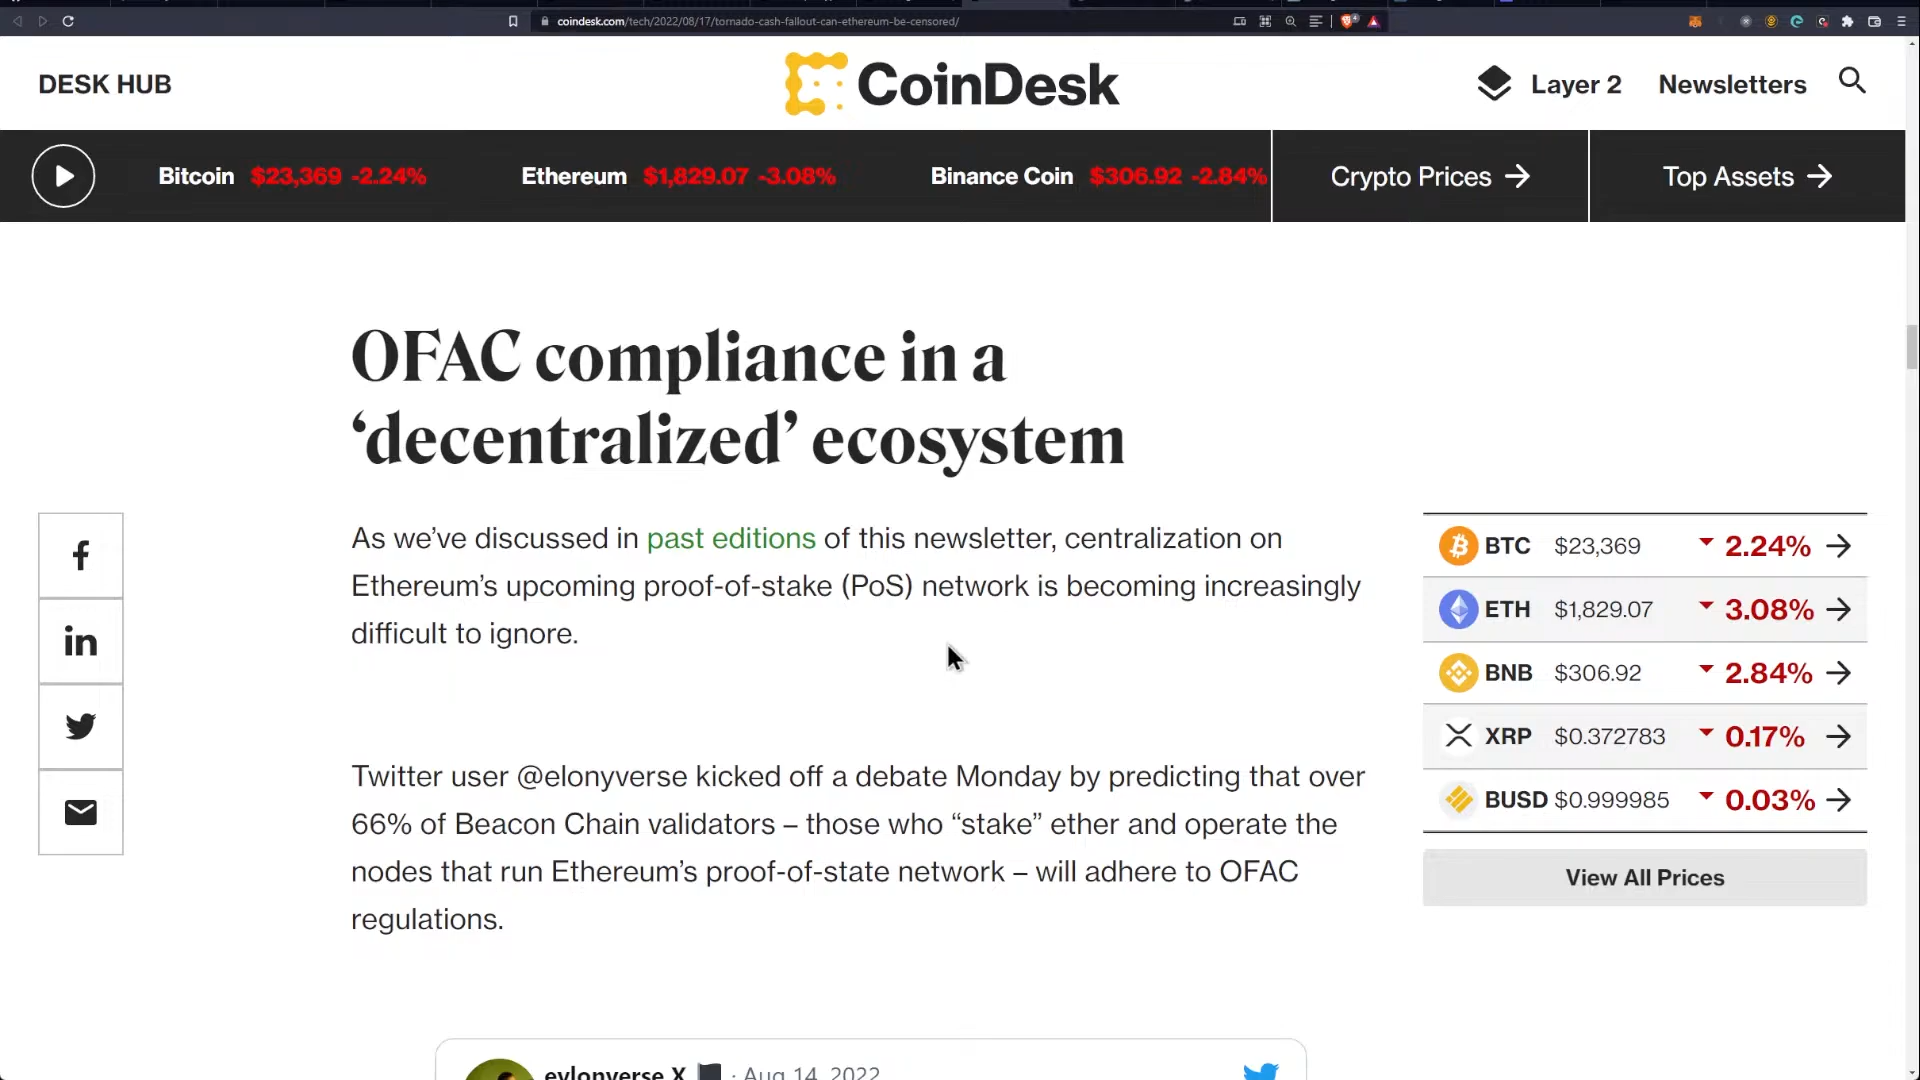 coindesk.com/tech/2022/08/17/tornado-cash-fallout-can-ethereum-be-censored/
DESK HUB
CoinDesk
Layer 2
Newsletters
Bitcoin $23,369 -2.24%
Ethereum $1,829.07 -3.08%
Binance Coin $306.92 -2.84%
Crypto Prices
Top Assets
OFAC compliance in a
‘decentralized’ ecosystem
As we’ve discussed in past editions of this newsletter, centralization on
Ethereum’s upcoming proof-of-stake (PoS) network is becoming increasingly
difficult to ignore.
Twitter user @elonyverse kicked off a debate Monday by predicting that over
66% of Beacon Chain validators – those who “stake” ether and operate the
nodes that run Ethereum’s proof-of-state network – will adhere to OFAC
regulations.
BTC $23,369 2.24%
ETH $1,829.07 3.08%
BNB $306.92 2.84%
XRP $0.372783 0.17%
BUSD $0.999985 0.03%
View All Prices
eylonverse X · Aug 14, 2022